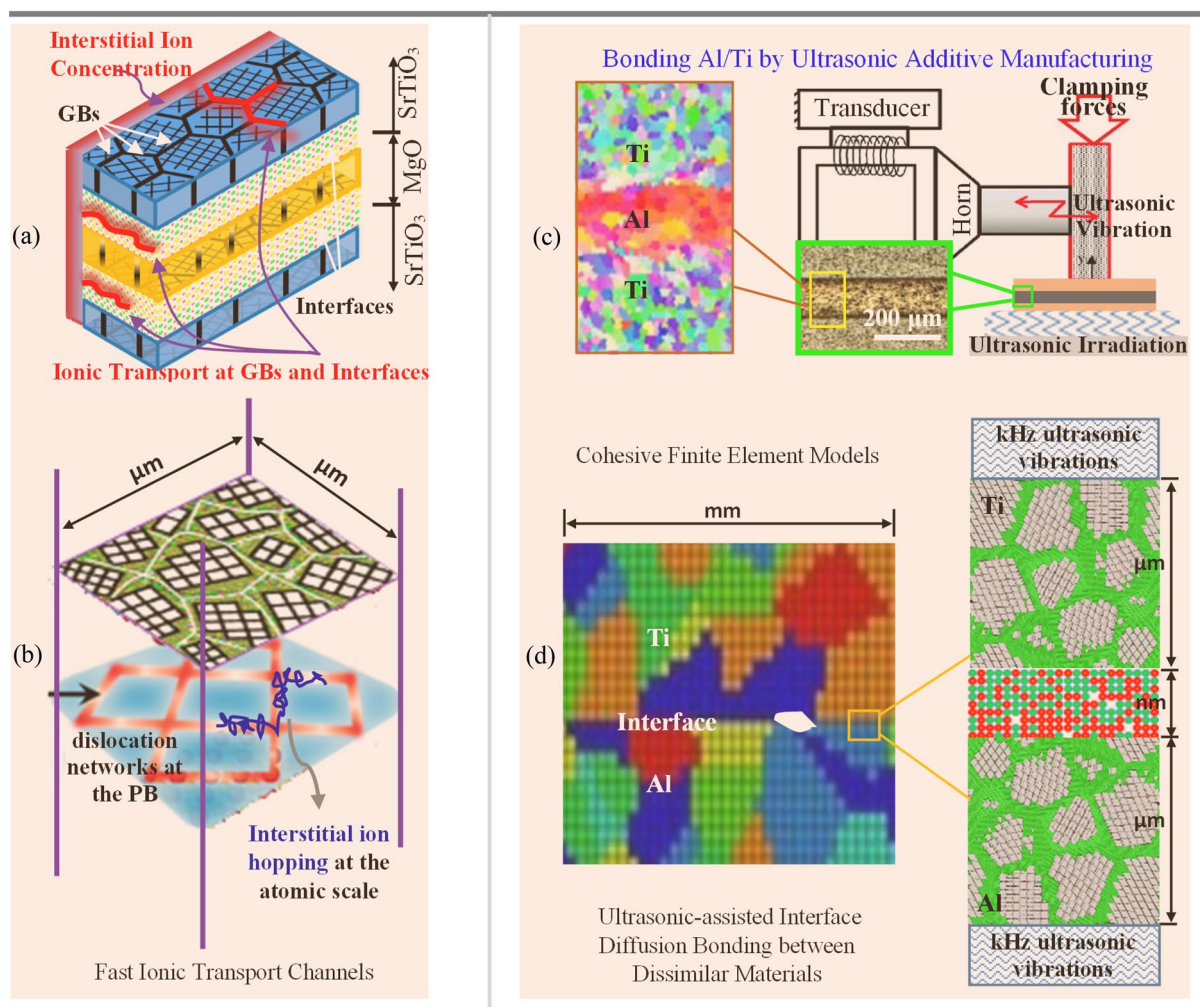 (a)
Interstitial Ion
Concentration
GBs
SrTiO3
MgO
SrTiO3
Interfaces
Ionic Transport at GBs and Interfaces
(b)
μm
μm
dislocation
networks at
the PB
Interstitial ion
hopping at the
atomic scale
Fast Ionic Transport Channels
(c)
Bonding Al/Ti by Ultrasonic Additive Manufacturing
Ti
Al
Ti
Transducer
Horn
Clamping
forces
Ultrasonic
Vibration
y
200 μm
Ultrasonic Irradiation
(d)
Cohesive Finite Element Models
mm
Ti
Interface
Al
Ultrasonic-assisted Interface
Diffusion Bonding between
Dissimilar Materials
kHz ultrasonic
vibrations
Ti
μm
nm
μm
Al
kHz ultrasonic
vibrations